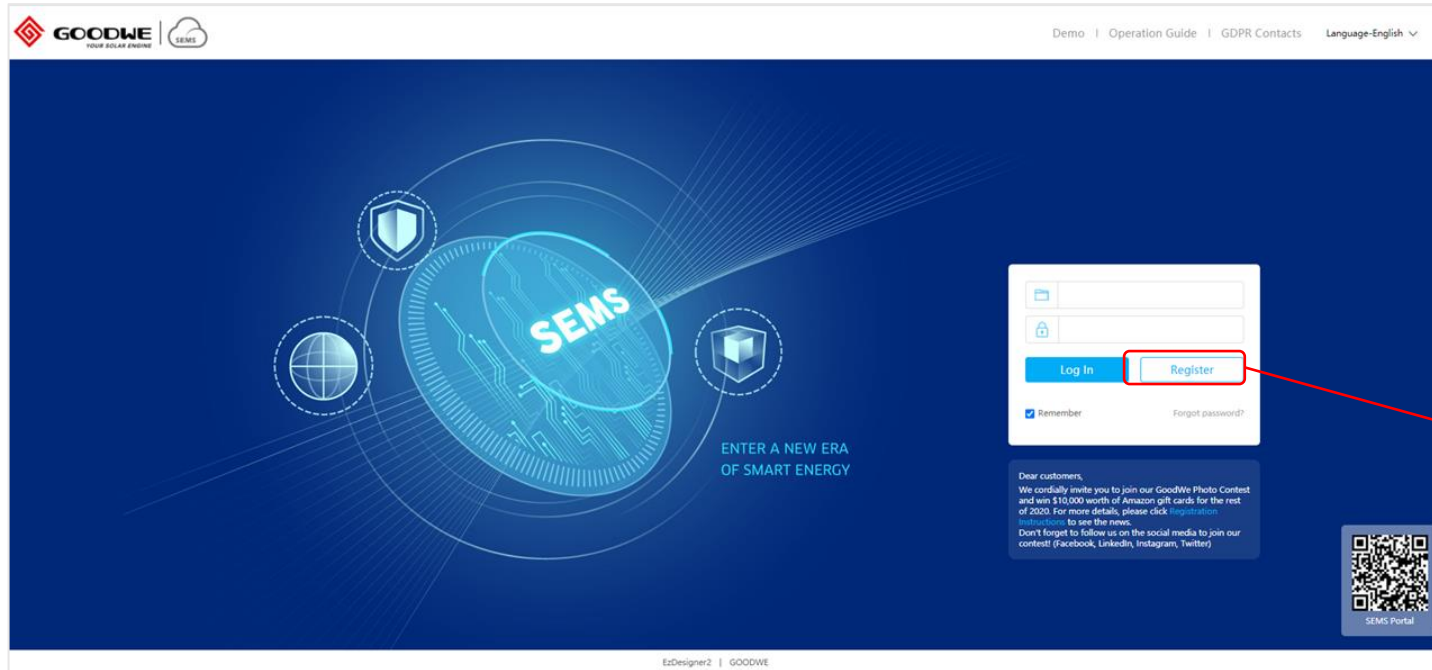 GOODWE
YOUR SOLAR ENGINE
SEMS
Demo | Operation Guide | GDPR Contacts Language-English
SEMS
ENTER A NEW ERA
OF SMART ENERGY
Log In Register
Remember Forgot password?
Dear customers,
We cordially invite you to join our GoodWe Photo Contest
and win $10,000 worth of Amazon gift cards for the rest
of 2020. For more details, please click Registration
Instructions to see the news.
Don't forget to follow us on the social media to join our
contest! (Facebook, LinkedIn, Instagram, Twitter)
SEMS Portal
EzDesigner2 | GOODWE